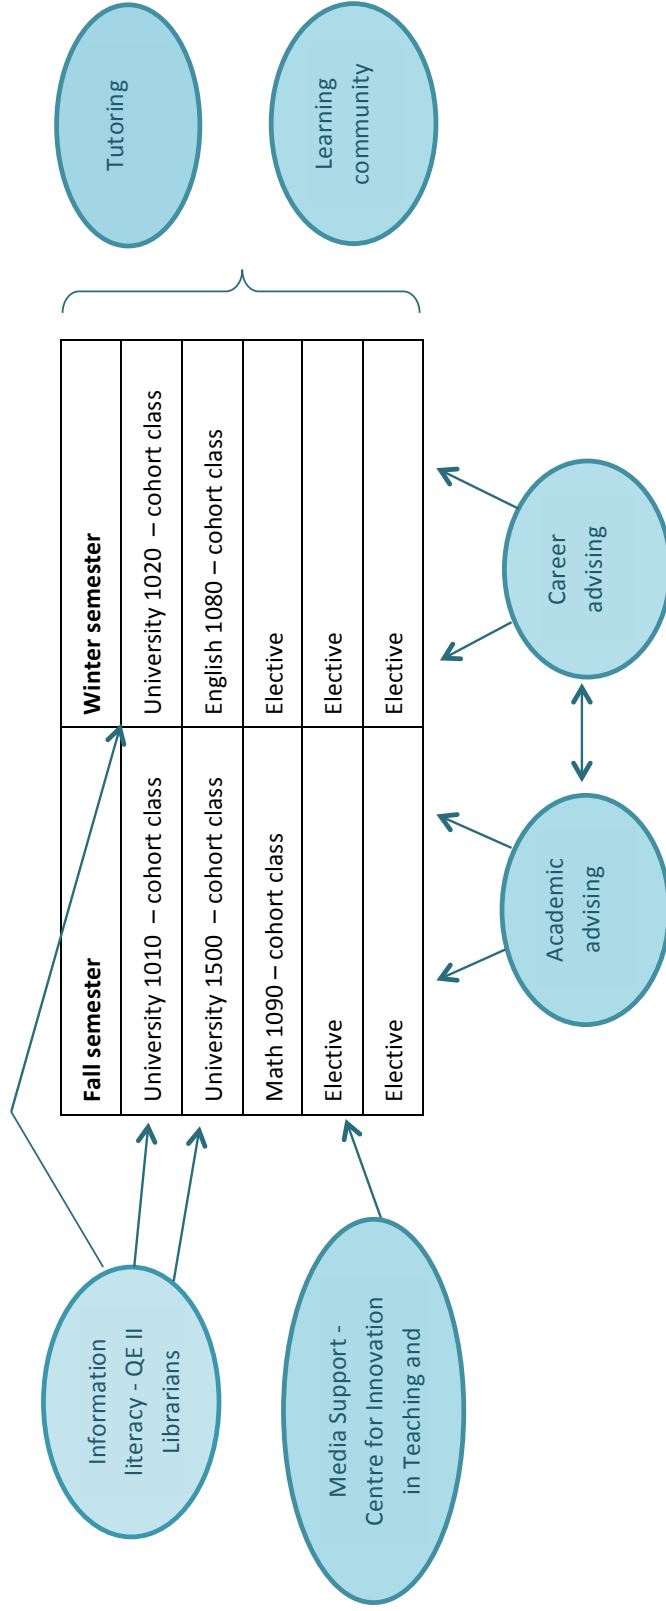 Information
literacy - QE II
Librarians
Media Support -
Centre for Innovation
in Teaching and
Fall semester
Winter semester
University 1010 – cohort class
University 1020 – cohort class
University 1500 – cohort class
English 1080 – cohort class
Math 1090 – cohort class
Elective
Elective
Elective
Elective
Elective
Tutoring
Learning
community
Academic
advising
Career
advising